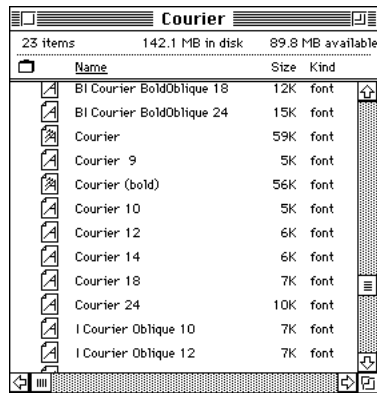 Courier
23 items 142.1 MB in disk 89.8 MB available
Name Size Kind
BI Courier BoldOblique 18 12K font
BI Courier BoldOblique 24 15K font
Courier 59K font
Courier 9 5K font
Courier (bold) 56K font
Courier 10 5K font
Courier 12 6K font
Courier 14 6K font
Courier 18 7K font
Courier 24 10K font
I Courier Oblique 10 7K font
I Courier Oblique 12 7K font